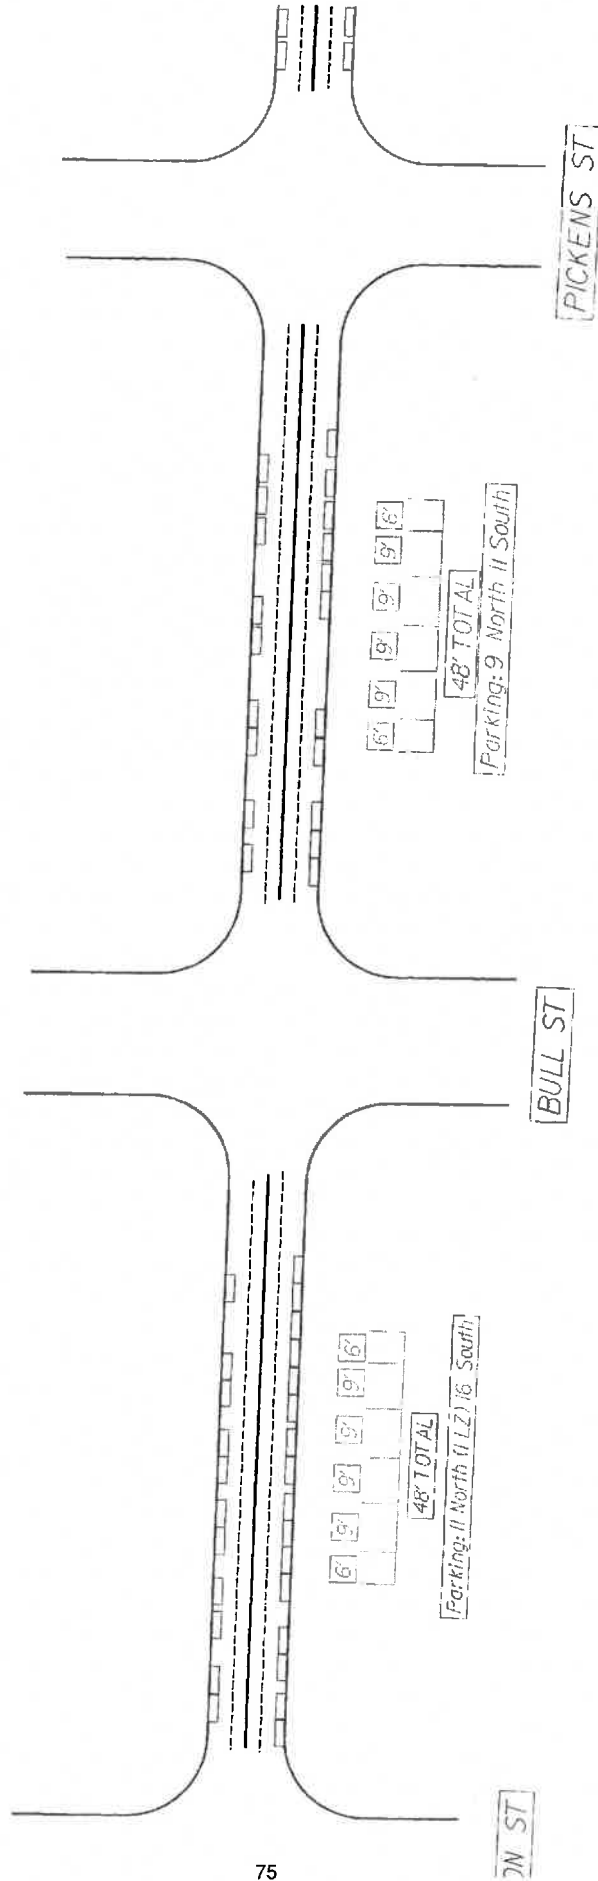 PICKENS ST
6' 9' 9' 9' 9' 6'
48' TOTAL
Parking: 9 North 11 South
BULL ST
6' 9' 9' 9' 9' 6'
48' TOTAL
Parking: 11 North (1 LZ) 16 South
ON ST
75